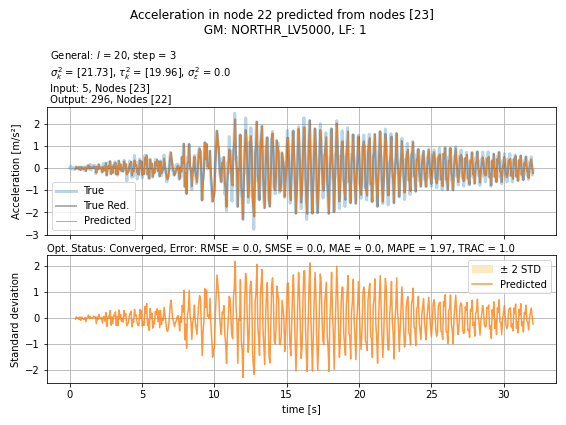 Acceleration in node 22 predicted from nodes [23]
GM: NORTHR_LV5000, LF: 1
General: l = 20, step = 3
σ²ₖ = [21.73], τ²ₖ = [19.96], σ²ε = 0.0
Input: 5, Nodes [23]
Output: 296, Nodes [22]
Acceleration [m/s²]
2
1
0
−1
−2
−3
True
True Red.
Predicted
Opt. Status: Converged, Error: RMSE = 0.0, SMSE = 0.0, MAE = 0.0, MAPE = 1.97, TRAC = 1.0
Standard deviation
2
1
0
−1
−2
± 2 STD
Predicted
0 5 10 15 20 25 30
time [s]